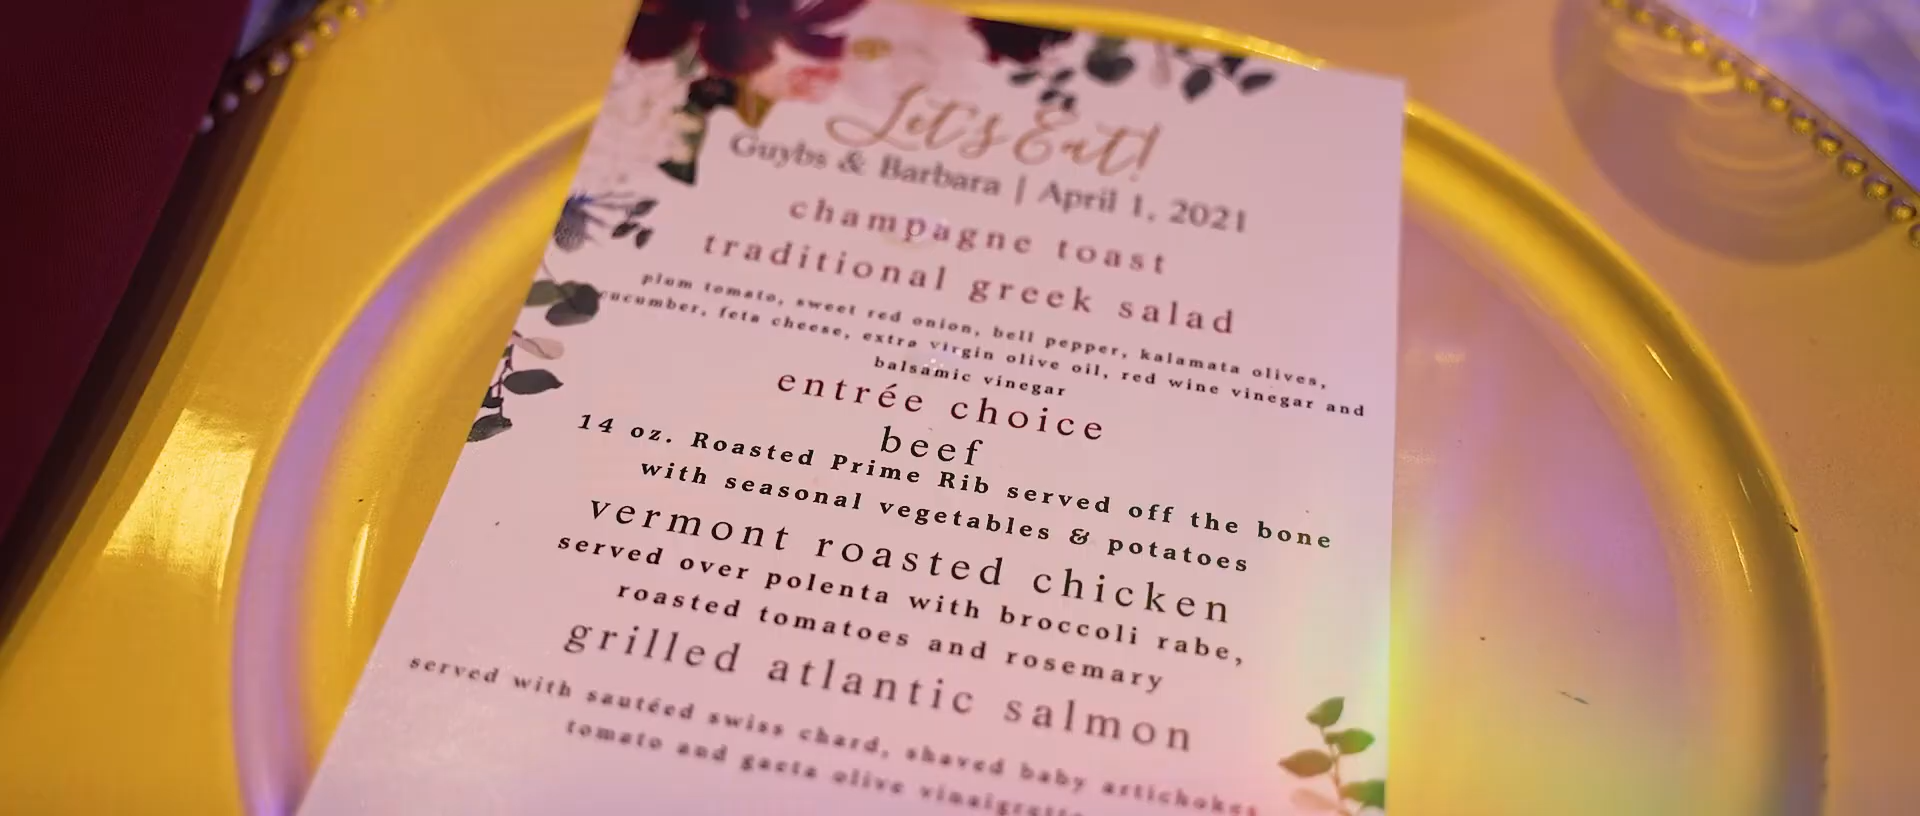 Let's Eat!
Guybs & Barbara | April 1, 2021
champagne toast
traditional greek salad
plum tomato, sweet red onion, bell pepper, kalamata olives,
cucumber, feta cheese, extra virgin olive oil, red wine vinegar and
balsamic vinegar
entrée choice
beef
14 oz. Roasted Prime Rib served off the bone
with seasonal vegetables & potatoes
vermont roasted chicken
served over polenta with broccoli rabe,
roasted tomatoes and rosemary
grilled atlantic salmon
served with sautéed swiss chard, shaved baby artichokes
tomato and gaeta olive vinaigrette